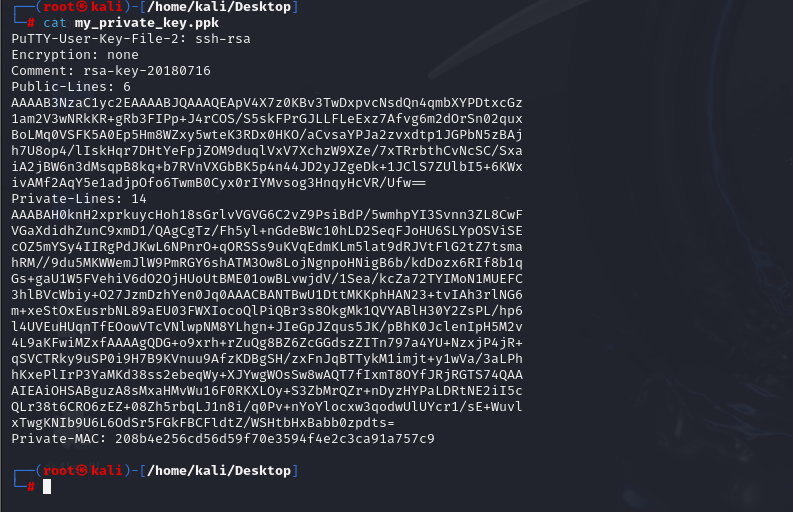 ┌──(root㉿kali)-[/home/kali/Desktop]
└─# cat my_private_key.ppk
PuTTY-User-Key-File-2: ssh-rsa
Encryption: none
Comment: rsa-key-20180716
Public-Lines: 6
AAAAB3NzaC1yc2EAAAABJQAAAQEApV4X7z0KBv3TwDxpvcNsdQn4qmbXYPDtxcGz
1am2V3wNRkKR+gRb3FIPp+J4rCOS/S5skFPrGJLLFLeExz7Afvg6m2dOrSn02qux
BoLMq0VSFK5A0Ep5Hm8WZxy5wteK3RDx0HKO/aCvsaYPJa2zvxdtp1JGPbN5zBAj
h7U8op4/lIskHqr7DHtYeFpjZOM9duqlVxV7XchzW9XZe/7xTRrbthCvNcSC/Sxa
iA2jBW6n3dMsqpB8kq+b7RVnVXGbBK5p4n44JD2yJZgeDk+1JClS7ZUlbI5+6KWx
ivAMf2AqY5e1adjpOfo6TwmB0Cyx0rIYMvsog3HnqyHcVR/Ufw==
Private-Lines: 14
AAABAH0knH2xprkuycHoh18sGrlvVGVG6C2vZ9PsiBdP/5wmhpYI3Svnn3ZL8CwF
VGaXdidhZunC9xmD1/QAgCgTz/Fh5yl+nGdeBWc10hLD2SeqFJoHU6SLYpOSViSE
cOZ5mYSy4IIRgPdJKwL6NPnrO+qORSSs9uKVqEdmKLm5lat9dRJVtFlG2tZ7tsma
hRM//9du5MKWWemJlW9PmRGY6shATM3Ow8LojNgnpoHNigB6b/kdDozx6RIf8b1q
Gs+gaU1W5FVehiV6dO2OjHUoUtBME01owBLvwjdV/1Sea/kcZa72TYIMoN1MUEFC
3hlBVcWbiy+O27JzmDzhYen0Jq0AAACBANTBwU1DttMKKphHAN23+tvIAh3rlNG6
m+xeStOxEusrbNL89aEU03FWXIocoQlPiQBr3s8OkgMk1QVYABlH30Y2ZsPL/hp6
l4UVEuHUqnTfEOowVTcVNlwpNM8YLhgn+JIeGpJZqus5JK/pBhK0JclenIpH5M2v
4L9aKFwiMZxfAAAAgQDG+o9xrh+rZuQg8BZ6ZcGGdszZITn797a4YU+NzxjP4jR+
qSVCTRky9uSP0i9H7B9KVnuu9AfzKDBgSH/zxFnJqBTTykM1imjt+y1wVa/3aLPh
hKxePlIrP3YaMKd38ss2ebeqWy+XJYwgWOsSw8wAQT7fIxmT8OYfJRjRGTS74QAA
AIEAiOHSABguzA8sMxaHMvWu16F0RKXLOy+S3ZbMrQZr+nDyzHYPaLDRtNE2iI5c
QLr38t6CRO6zEZ+08Zh5rbqLJ1n8i/q0Pv+nYoYlocxw3qodwUlUYcr1/sE+Wuvl
xTwgKNIb9U6L6OdSr5FGkFBCFldtZ/WSHtbHxBabb0zpdts=
Private-MAC: 208b4e256cd56d59f70e3594f4e2c3ca91a757c9
┌──(root㉿kali)-[/home/kali/Desktop]
└─#